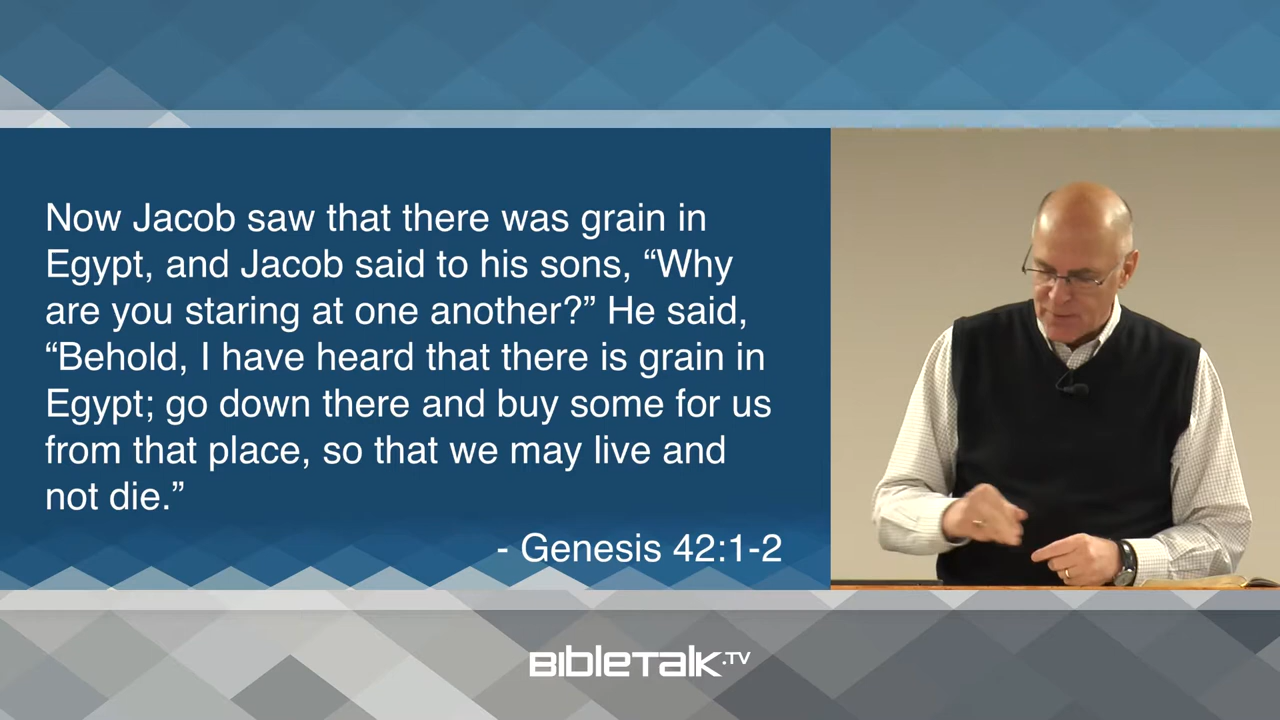 Now Jacob saw that there was grain in
Egypt, and Jacob said to his sons, “Why
are you staring at one another?” He said,
“Behold, I have heard that there is grain in
Egypt; go down there and buy some for us
from that place, so that we may live and
not die.”
- Genesis 42:1-2
BIBLETALK.TV